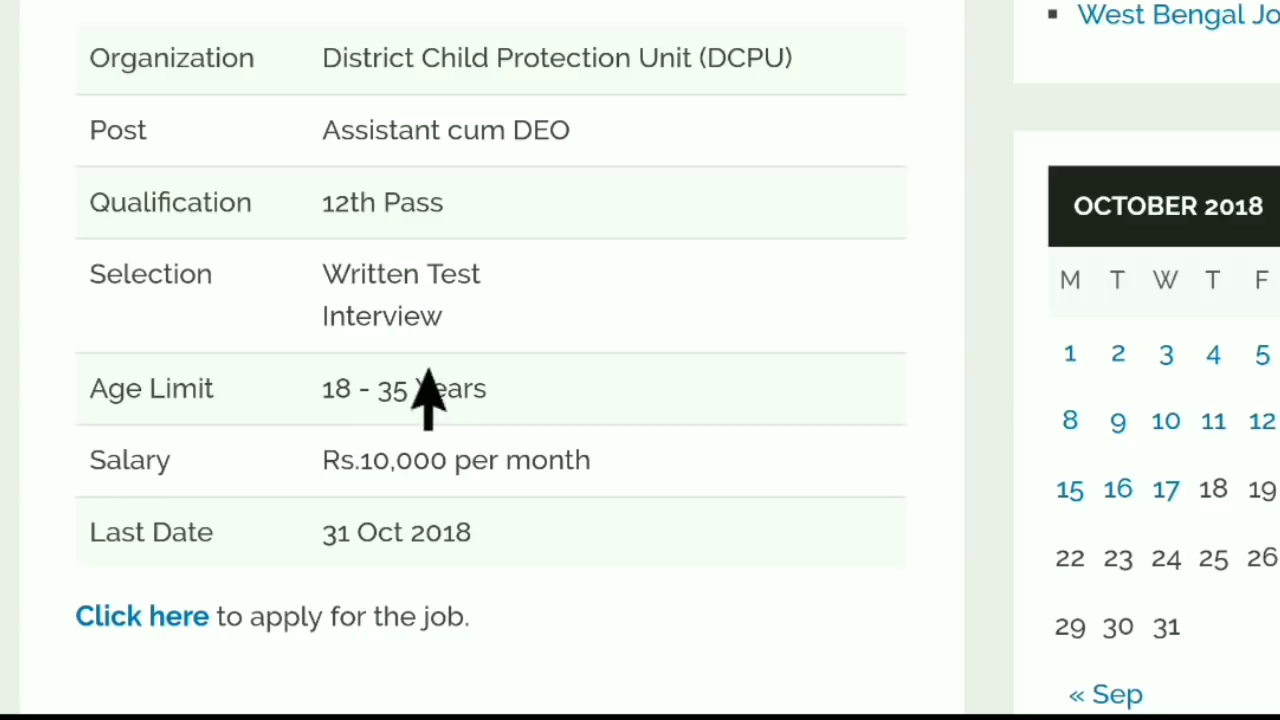 Organization District Child Protection Unit (DCPU)
Post Assistant cum DEO
Qualification 12th Pass
Selection Written Test
Interview
Age Limit 18 - 35 Years
Salary Rs.10,000 per month
Last Date 31 Oct 2018
Click here to apply for the job.
West Bengal Jo
OCTOBER 2018
M T W T F
1 2 3 4 5
8 9 10 11 12
15 16 17 18 19
22 23 24 25 26
29 30 31
« Sep